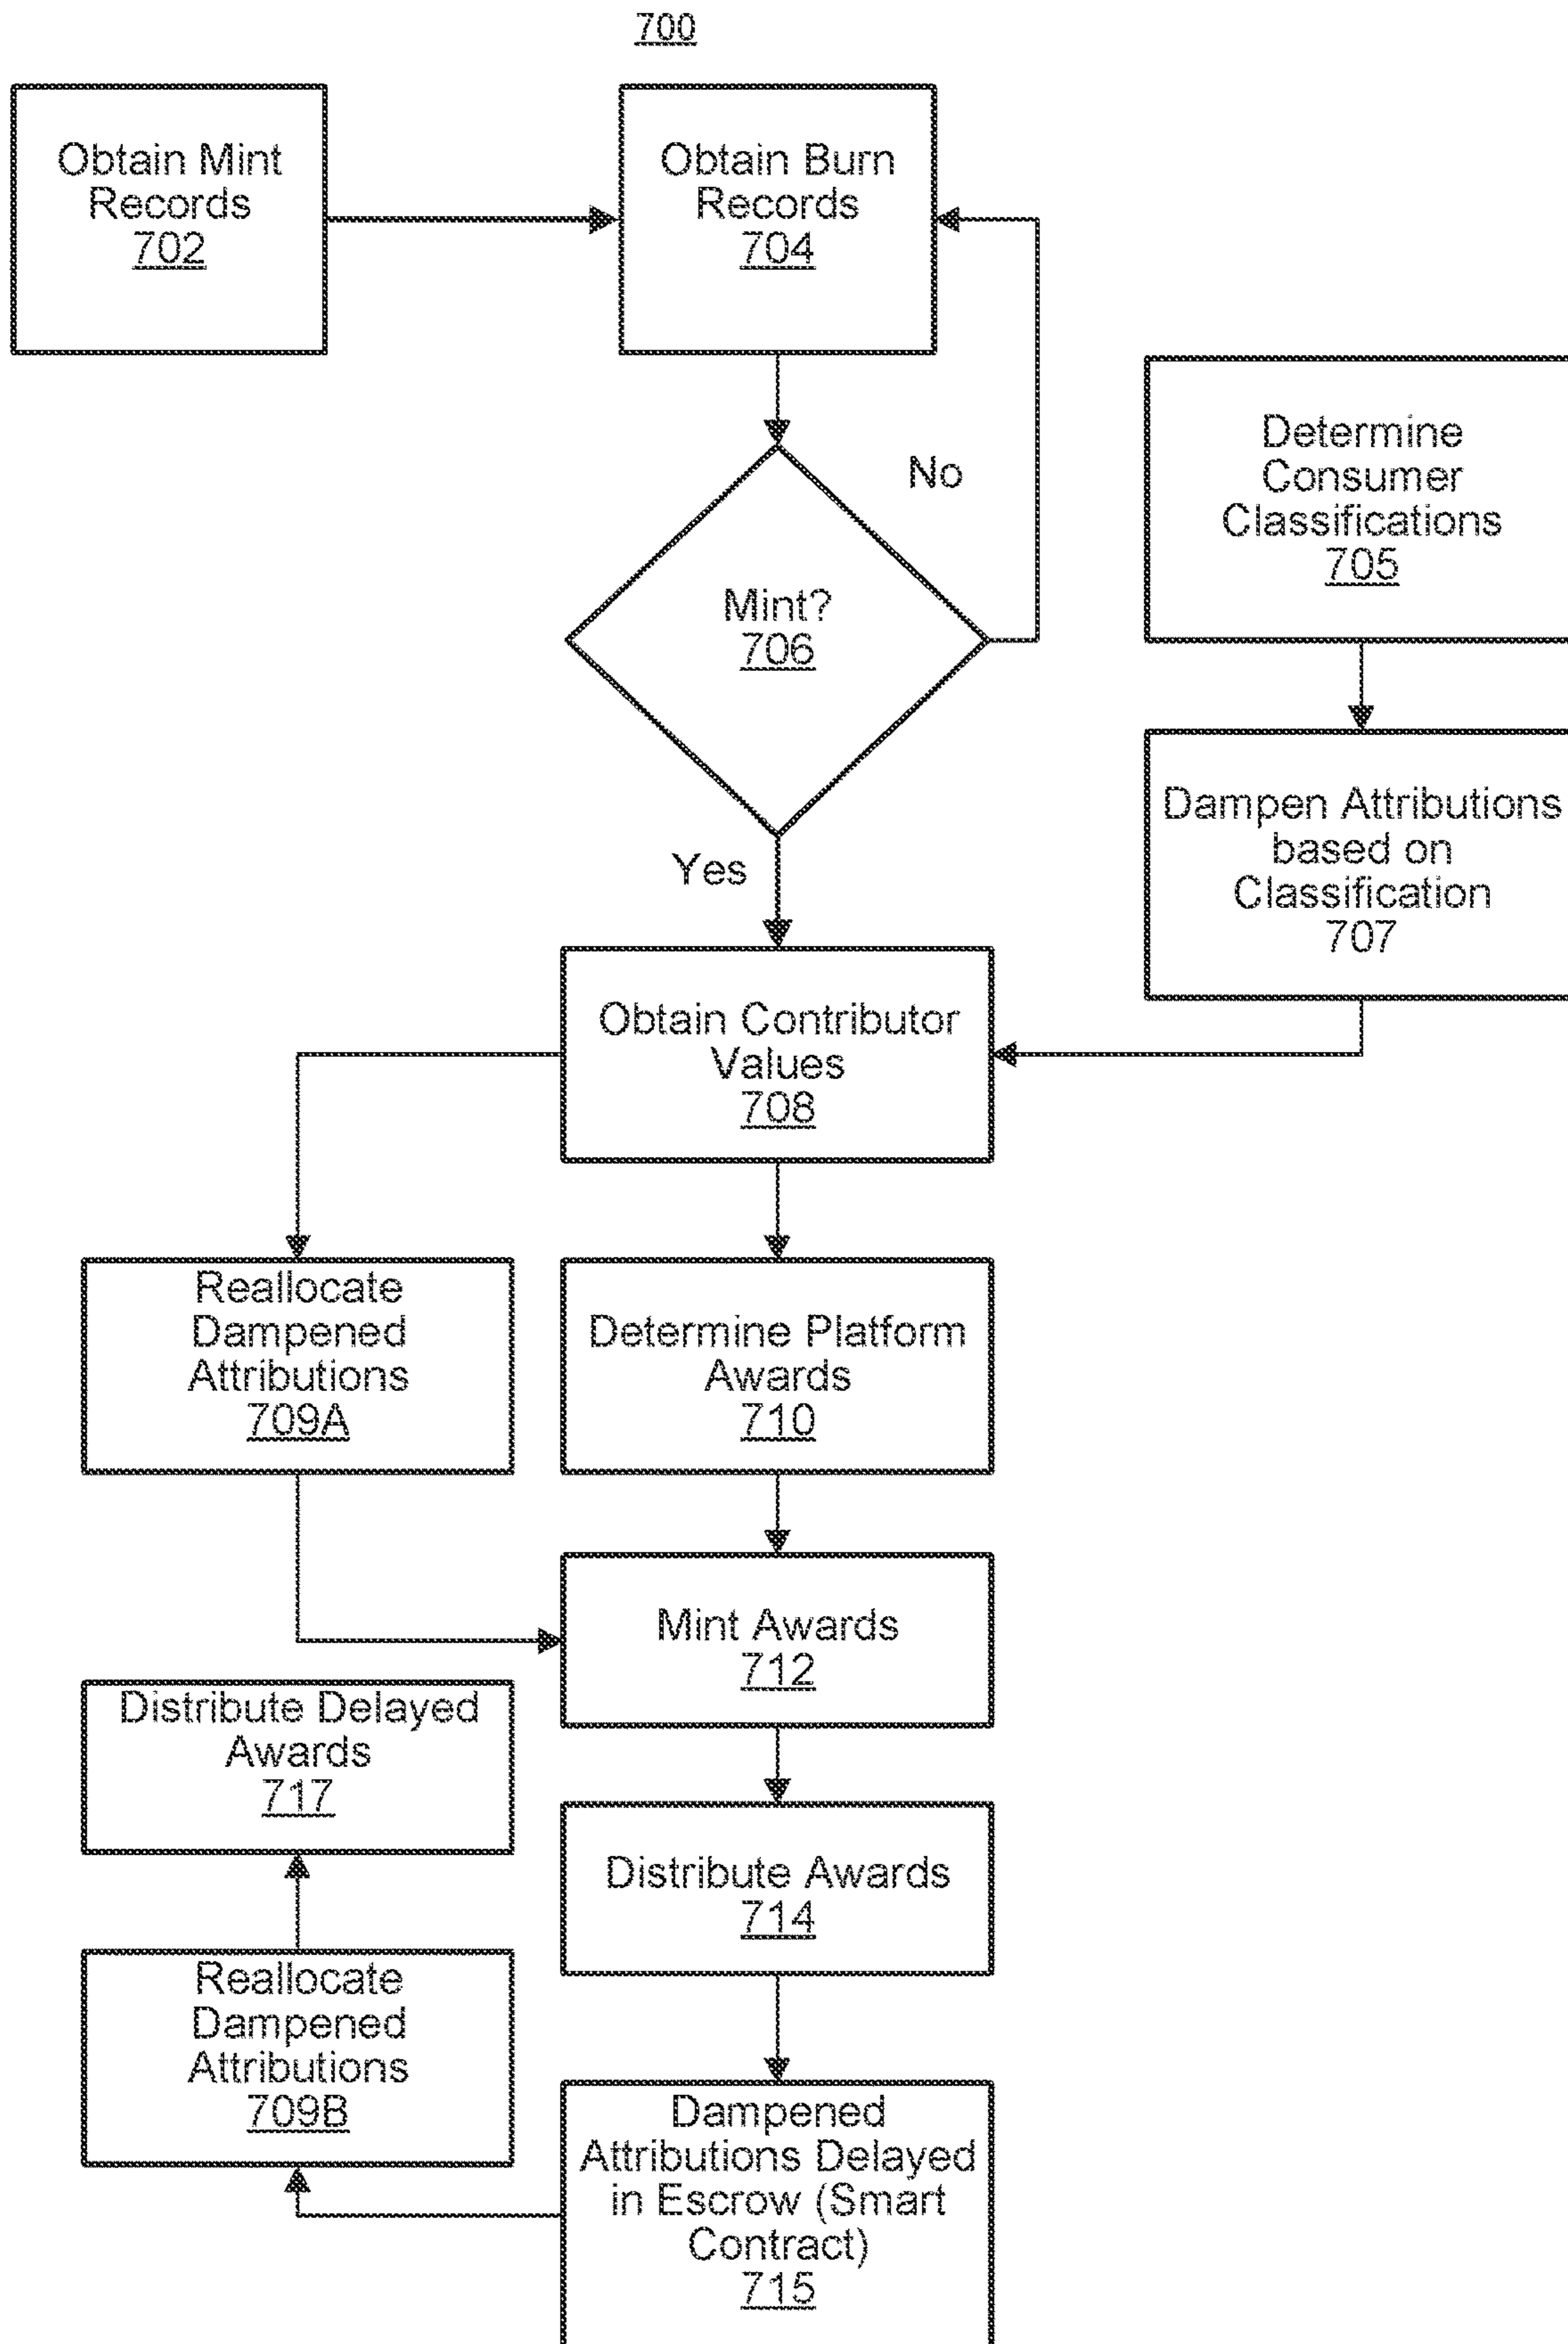 700
Obtain Mint
Records
702
Obtain Burn
Records
704
Mint?
706
No
Yes
Determine
Consumer
Classifications
705
Dampen Attributions
based on
Classification
707
Obtain Contributor
Values
708
Reallocate
Dampened
Attributions
709A
Determine Platform
Awards
710
Mint Awards
712
Distribute Delayed
Awards
717
Distribute Awards
714
Reallocate
Dampened
Attributions
709B
Dampened
Attributions Delayed
in Escrow (Smart
Contract)
715